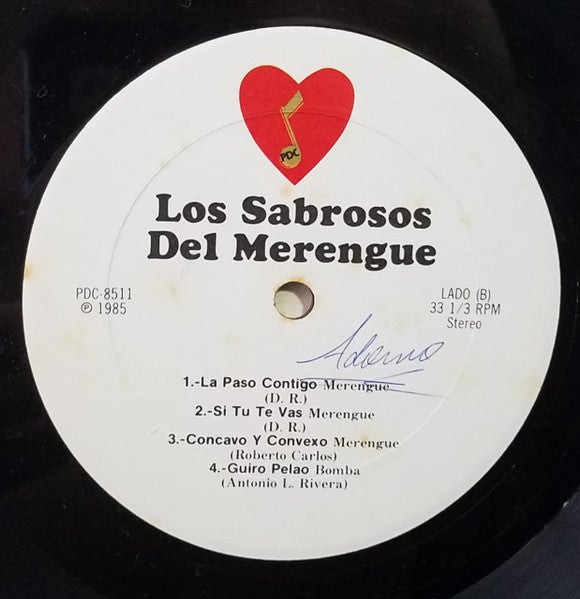 PDC
Los Sabrosos
Del Merengue
PDC-8511
℗ 1985
LADO (B)
33 1/3 RPM
Stereo
Adorno
1.-La Paso Contigo Merengue
(D. R.)
2.-Si Tu Te Vas Merengue
(D. R.)
3.-Concavo Y Convexo Merengue
(Roberto Carlos)
4.-Guiro Pelao Bomba
(Antonio L. Rivera)